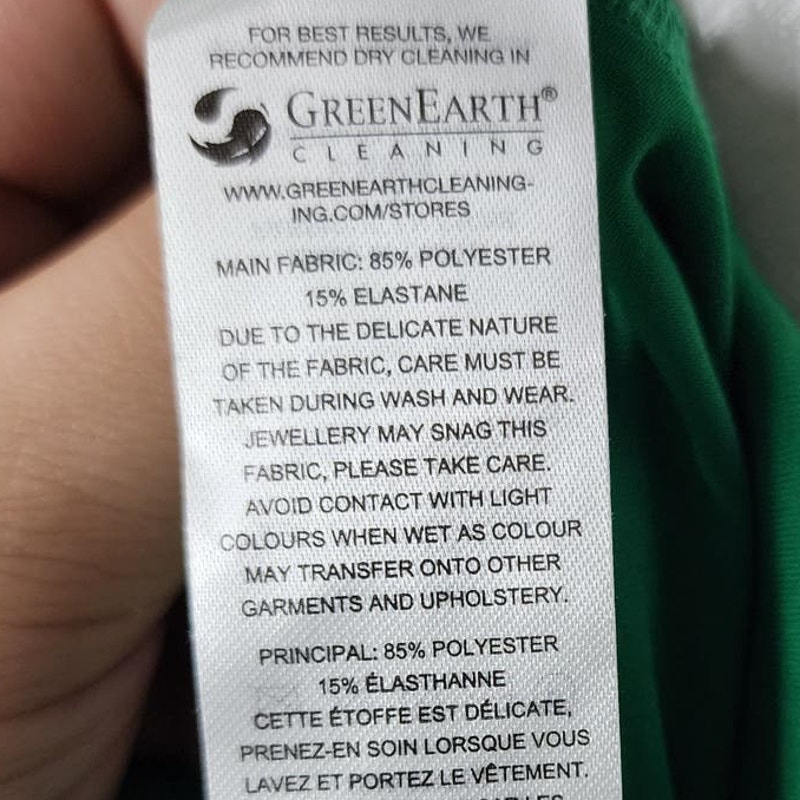 FOR BEST RESULTS, WE
RECOMMEND DRY CLEANING IN
GREENEARTH®
CLEANING
WWW.GREENEARTHCLEANING-
ING.COM/STORES
MAIN FABRIC: 85% POLYESTER
15% ELASTANE
DUE TO THE DELICATE NATURE
OF THE FABRIC, CARE MUST BE
TAKEN DURING WASH AND WEAR.
JEWELLERY MAY SNAG THIS
FABRIC, PLEASE TAKE CARE.
AVOID CONTACT WITH LIGHT
COLOURS WHEN WET AS COLOUR
MAY TRANSFER ONTO OTHER
GARMENTS AND UPHOLSTERY.
PRINCIPAL: 85% POLYESTER
15% ÉLASTHANNE
CETTE ÉTOFFE EST DÉLICATE,
PRENEZ-EN SOIN LORSQUE VOUS
LAVEZ ET PORTEZ LE VÊTEMENT.